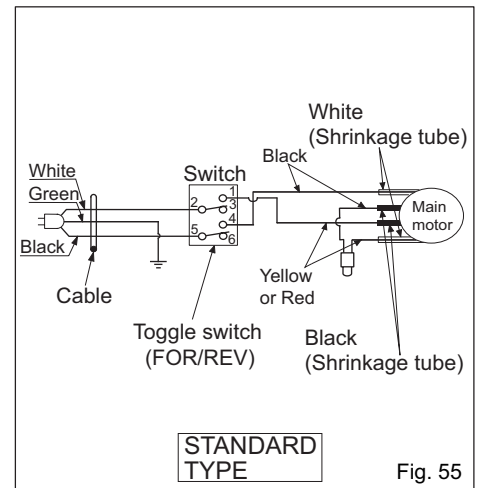 White
(Shrinkage tube)
Black
White
Green
Switch
1
2
3
4
5
6
Main
motor
Black
Cable
Yellow
or Red
Toggle switch
(FOR/REV)
Black
(Shrinkage tube)
STANDARD
TYPE
Fig. 55